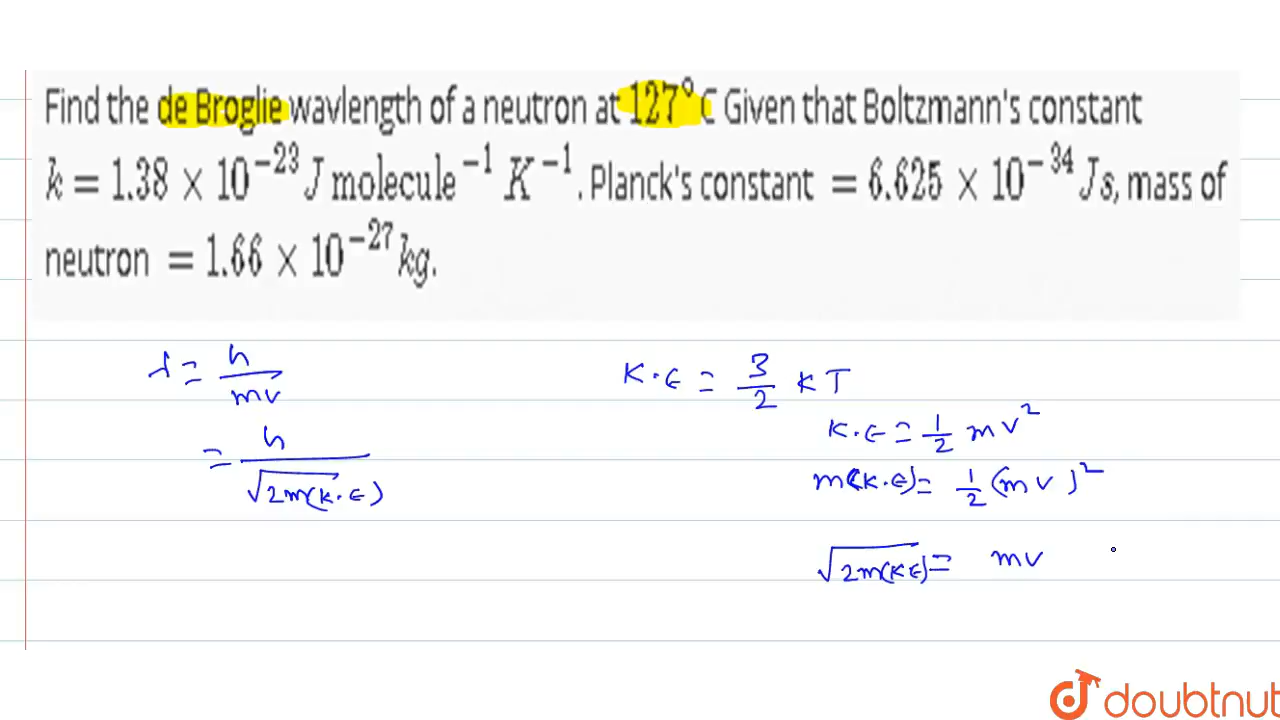 Find the de Broglie wavlength of a neutron at 127°C Given that Boltzmann's constant
k = 1.38 × 10^-23 J molecule^-1 K^-1. Planck's constant = 6.625 × 10^-34 Js, mass of
neutron = 1.66 × 10^-27 kg.
λ = h/mv
= h/√2m(K.E)
K.E = 3/2 kT
K.E = 1/2 mv^2
m(K.E) = 1/2 (mv)^2
√2m(KE) = mv
doubtnut